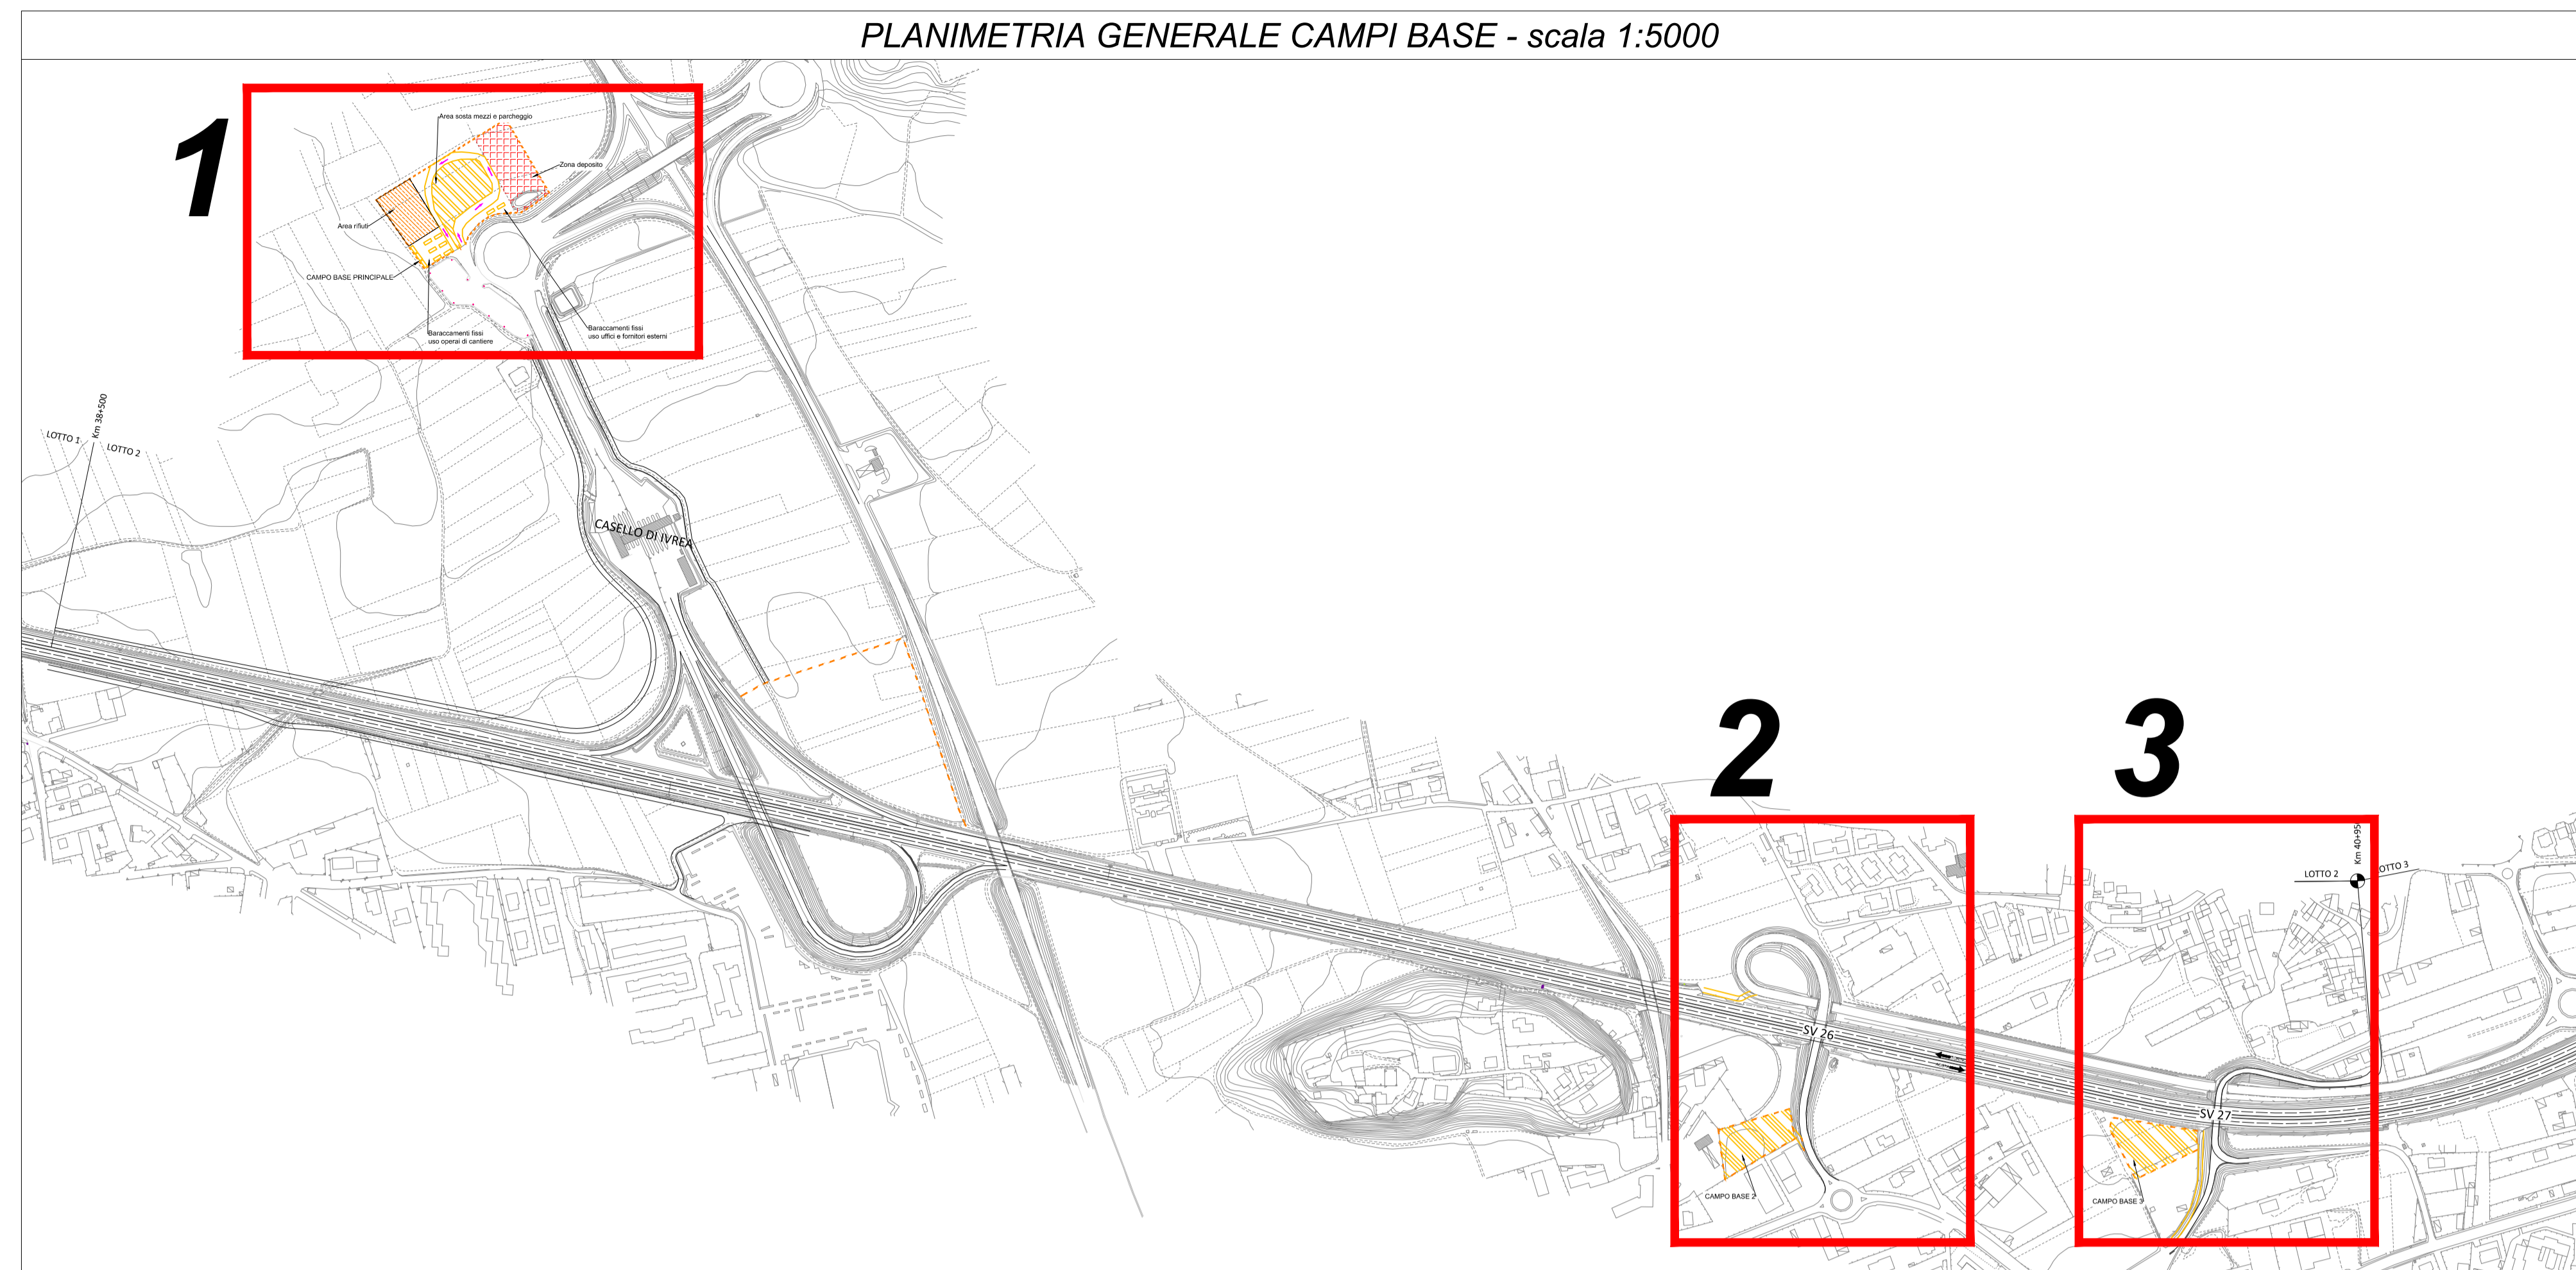 PLANIMETRIA GENERALE CAMPI BASE - scala 1:5000
1
Area sosta mezzi e parcheggio
Zona deposito
Area rifiuti
CAMPO BASE PRINCIPALE
Baraccamenti fissi
uso operai di cantiere
Baraccamenti fissi
uso uffici e fornitori esterni
LOTTO 1
Km 38+500
LOTTO 2
CASELLO DI IVREA
2
3
Km 40+95
LOTTO 2
OTTO 3
SV 26
SV 27
CAMPO BASE 2
CAMPO BASE 3